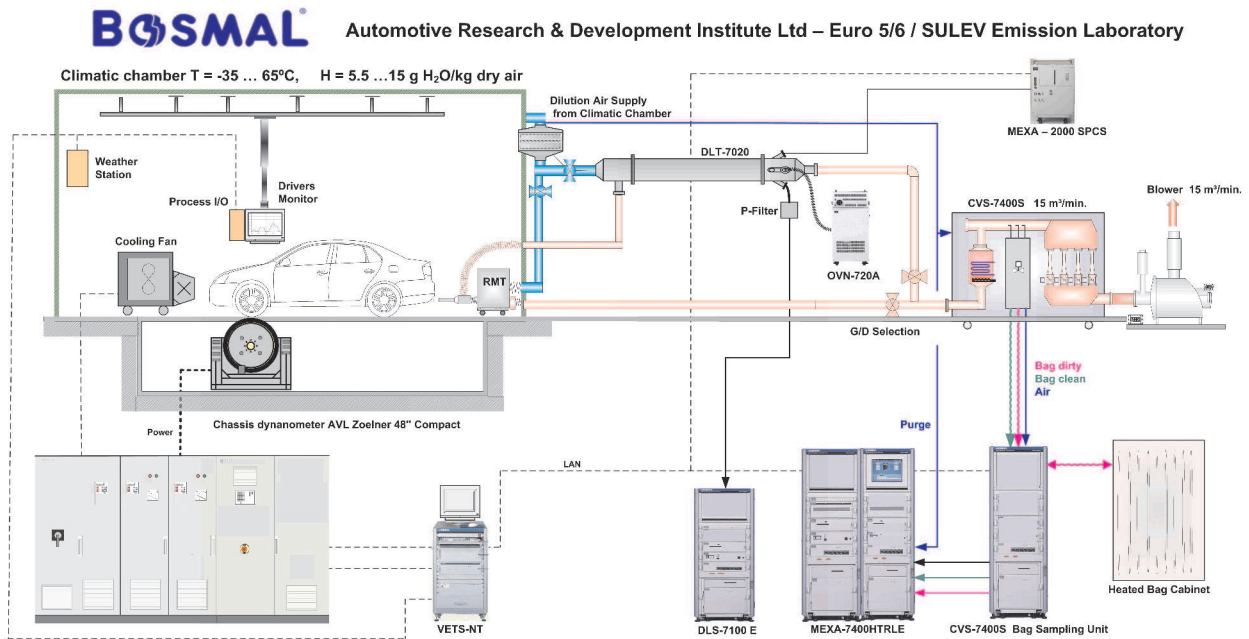 BOSMAL
Automotive Research & Development Institute Ltd – Euro 5/6 / SULEV Emission Laboratory
Climatic chamber T = -35 … 65ºC, H = 5.5 …15 g H₂O/kg dry air
Dilution Air Supply
from Climatic Chamber
MEXA – 2000 SPCS
DLT-7020
Weather
Station
Process I/O
Drivers
Monitor
P-Filter
Blower 15 m³/min.
CVS-7400S 15 m³/min.
Cooling Fan
OVN-720A
RMT
G/D Selection
Bag dirty
Bag clean
Air
Chassis dynanometer AVL Zoelner 48" Compact
Power
Purge
LAN
Heated Bag Cabinet
VETS-NT
DLS-7100 E
MEXA-7400HTRLE
CVS-7400S Bag Sampling Unit